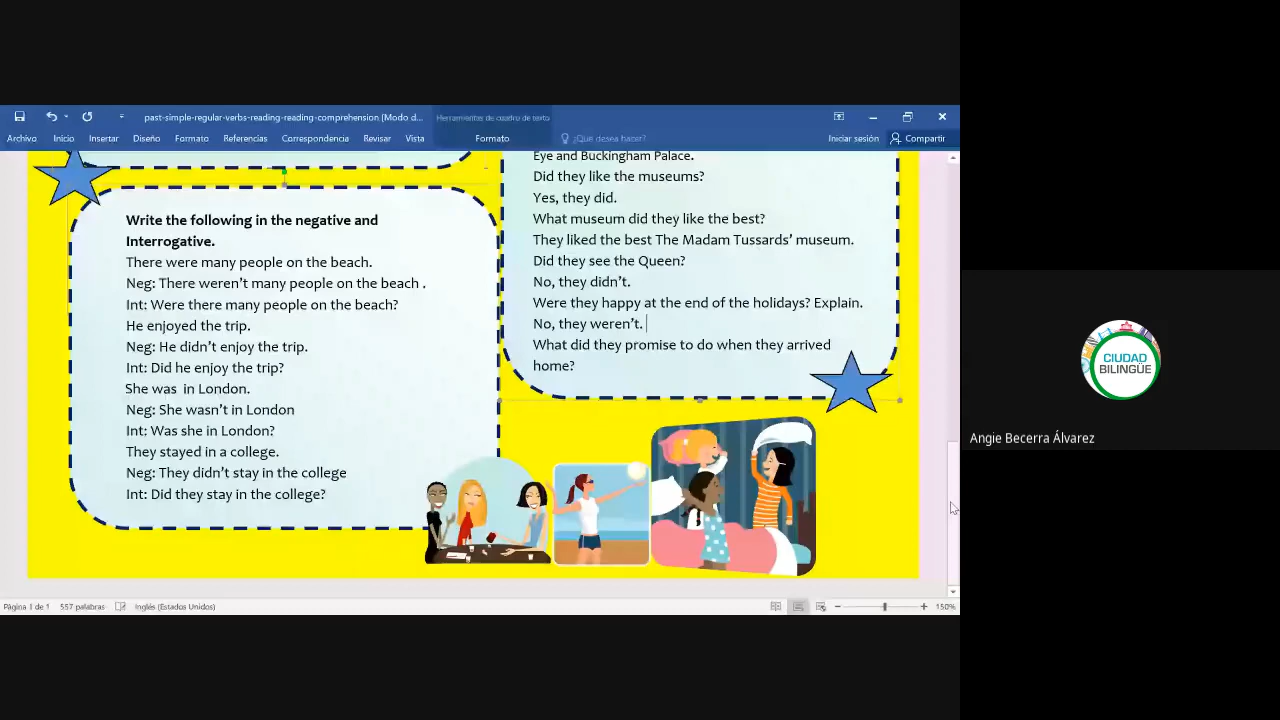 past-simple-regular-verbs-reading-reading-comprehension (Modo d...
Herramientas de cuadro de texto
Archivo
Inicio
Insertar
Diseño
Formato
Referencias
Correspondencia
Revisar
Vista
Formato
¿Qué desea hacer?
Iniciar sesión
Compartir
Write the following in the negative and
Interrogative.
There were many people on the beach.
Neg: There weren't many people on the beach .
Int: Were there many people on the beach?
He enjoyed the trip.
Neg: He didn't enjoy the trip.
Int: Did he enjoy the trip?
She was  in London.
Neg: She wasn't in London
Int: Was she in London?
They stayed in a college.
Neg: They didn't stay in the college
Int: Did they stay in the college?
Eye and Buckingham Palace.
Did they like the museums?
Yes, they did.
What museum did they like the best?
They liked the best The Madam Tussards' museum.
Did they see the Queen?
No, they didn't.
Were they happy at the end of the holidays? Explain.
No, they weren't.
What did they promise to do when they arrived
home?
Página 1 de 1
557 palabras
Inglés (Estados Unidos)
150%
CIUDAD
BILINGÜE
Angie Becerra Álvarez